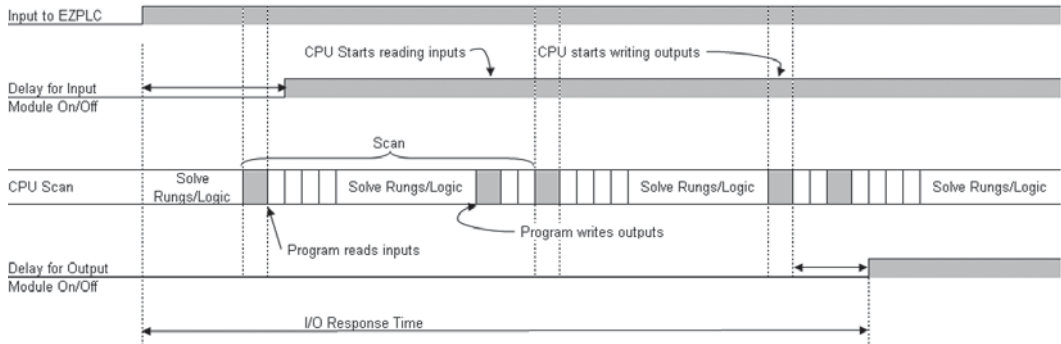 Input to EZPLC
CPU Starts reading inputs
CPU starts writing outputs
Delay for Input
Module On/Off
Scan
CPU Scan
Solve
Rungs/Logic
Solve Rungs/Logic
Solve Rungs/Logic
Solve Rungs/Logic
Program reads inputs
Program writes outputs
Delay for Output
Module On/Off
I/O Response Time